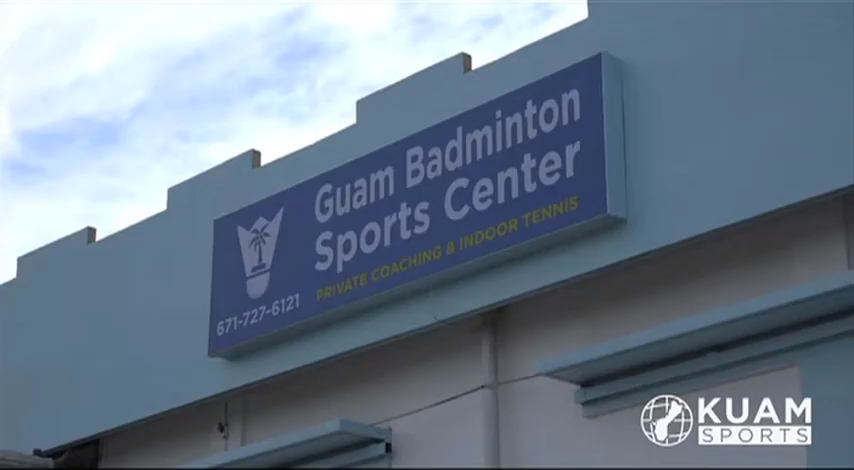 Guam Badminton
Sports Center
PRIVATE COACHING & INDOOR TENNIS
671-727-6121
KUAM
SPORTS